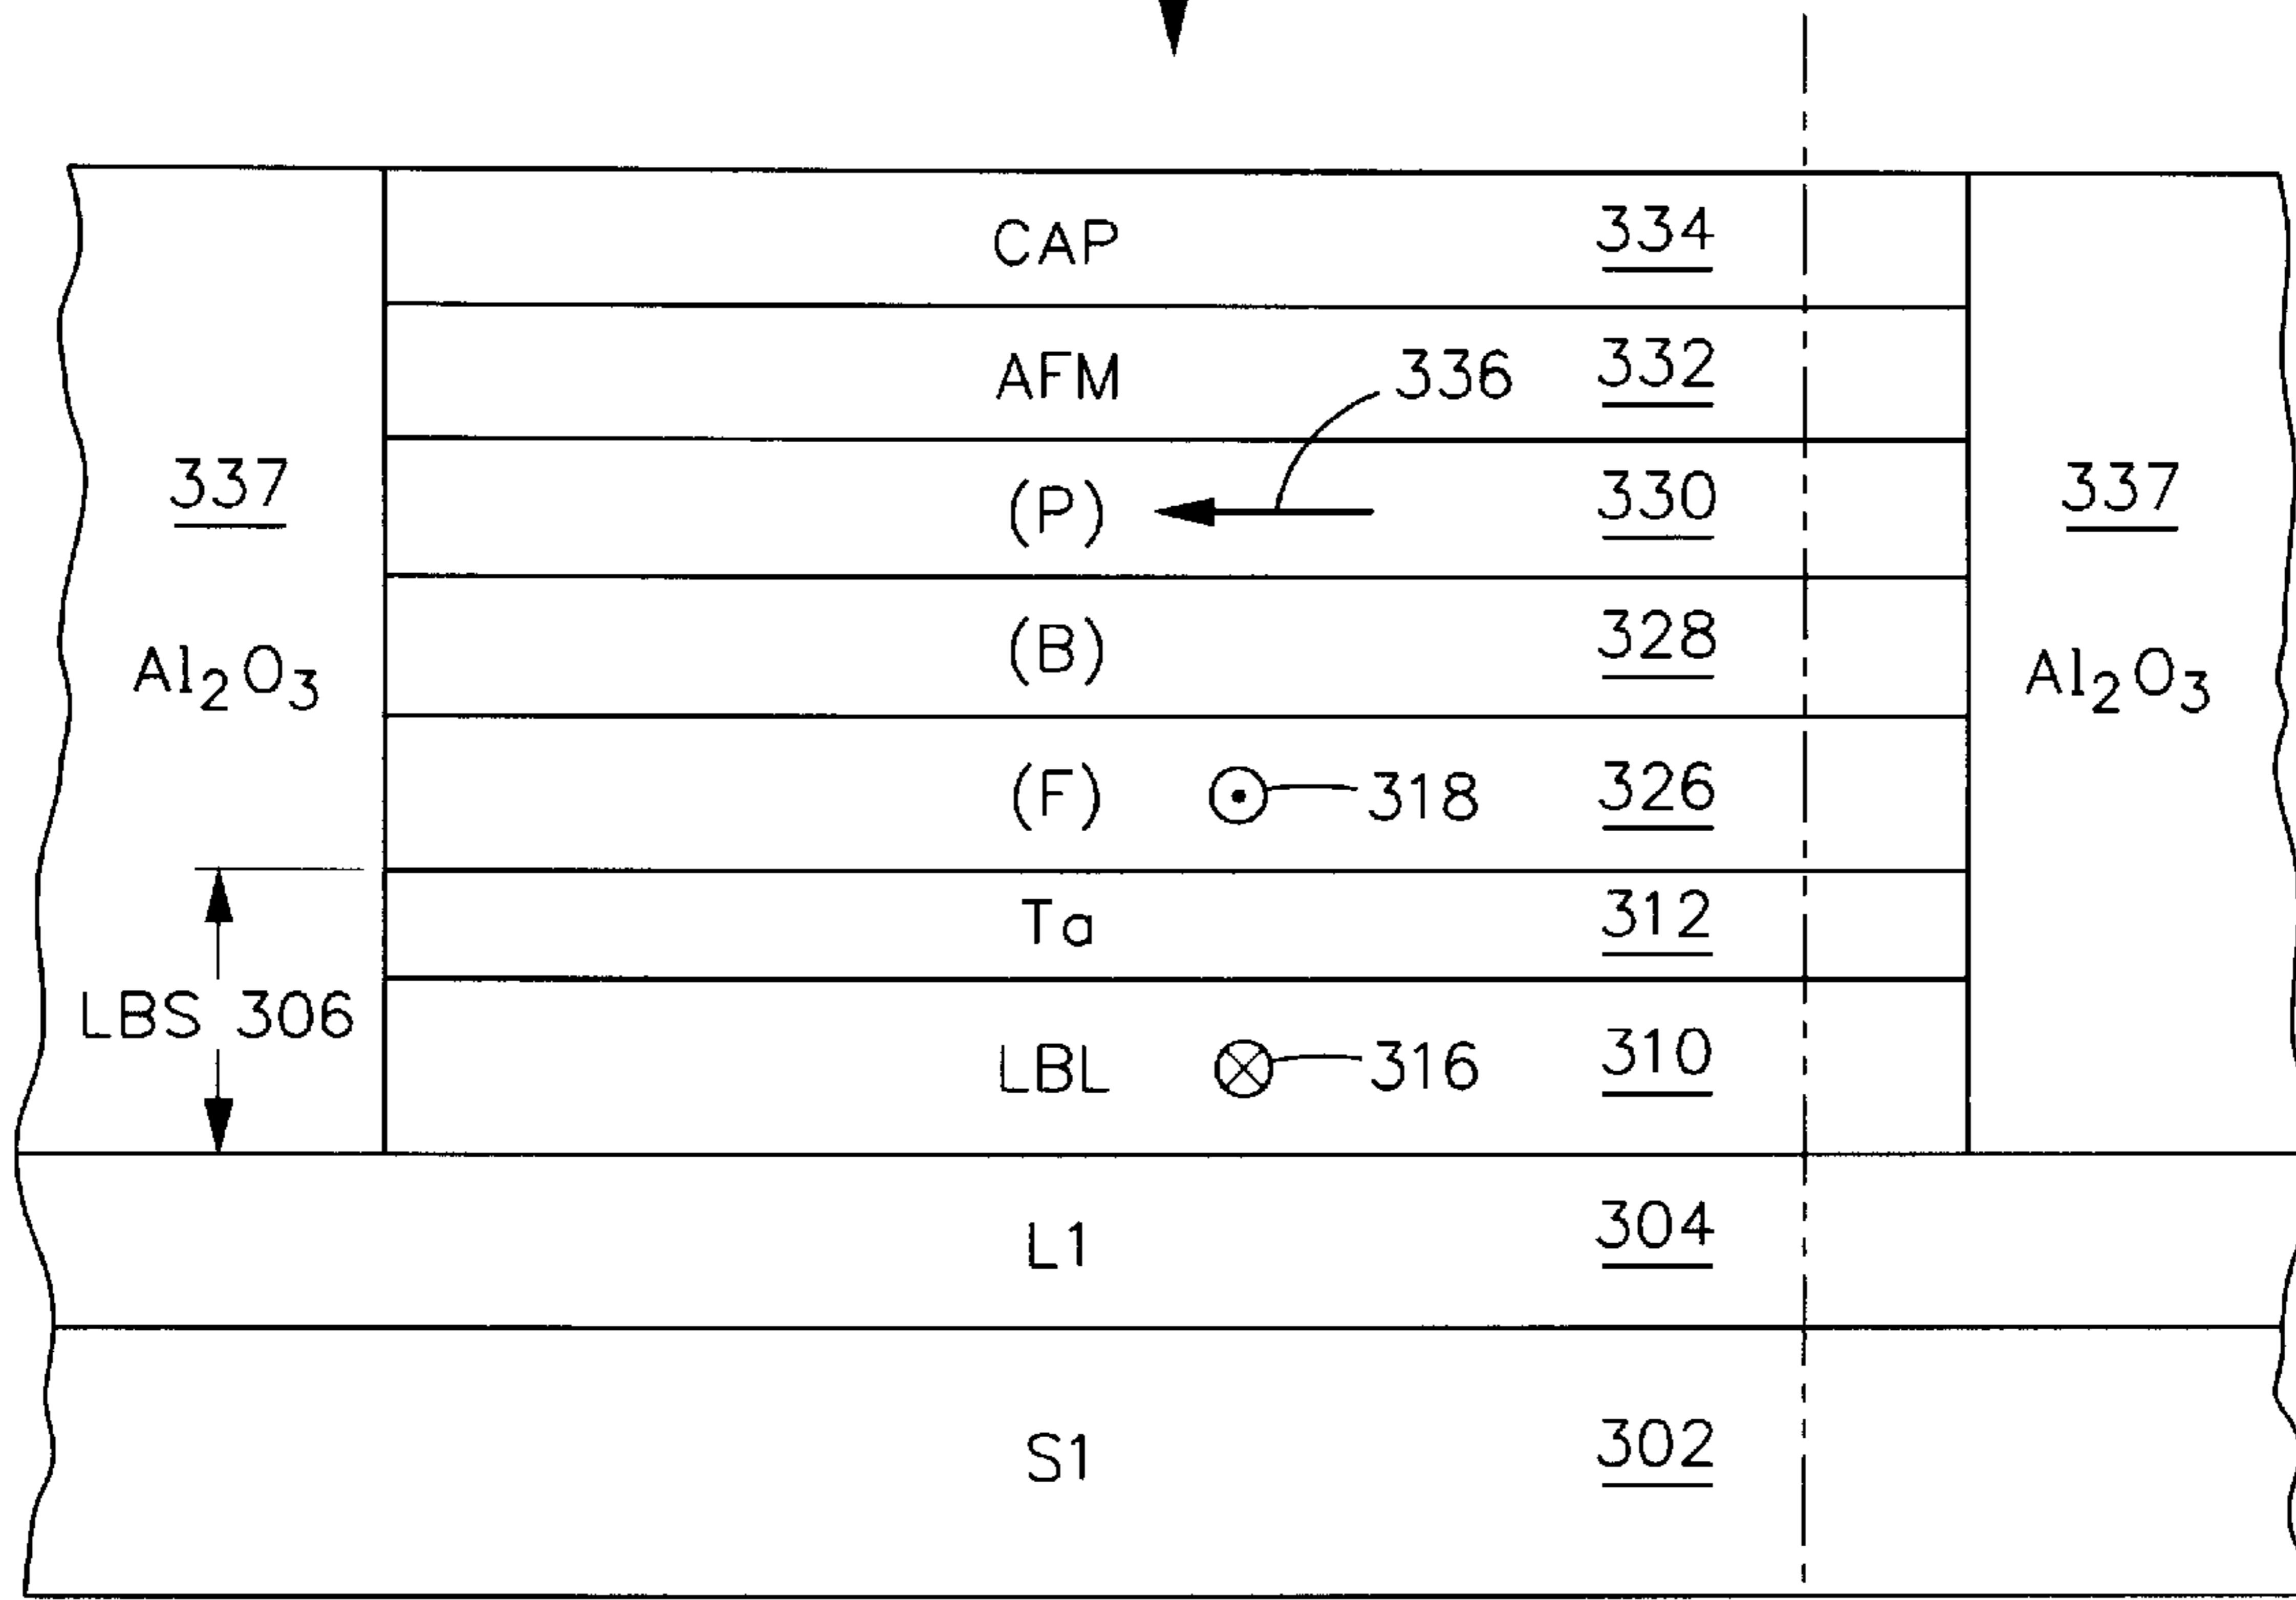 CAP 334
AFM 336 332
337 (P) 330 337
(B) 328
Al2O3 Al2O3
(F) 318 326
Ta 312
LBS 306
LBL 316 310
L1 304
S1 302